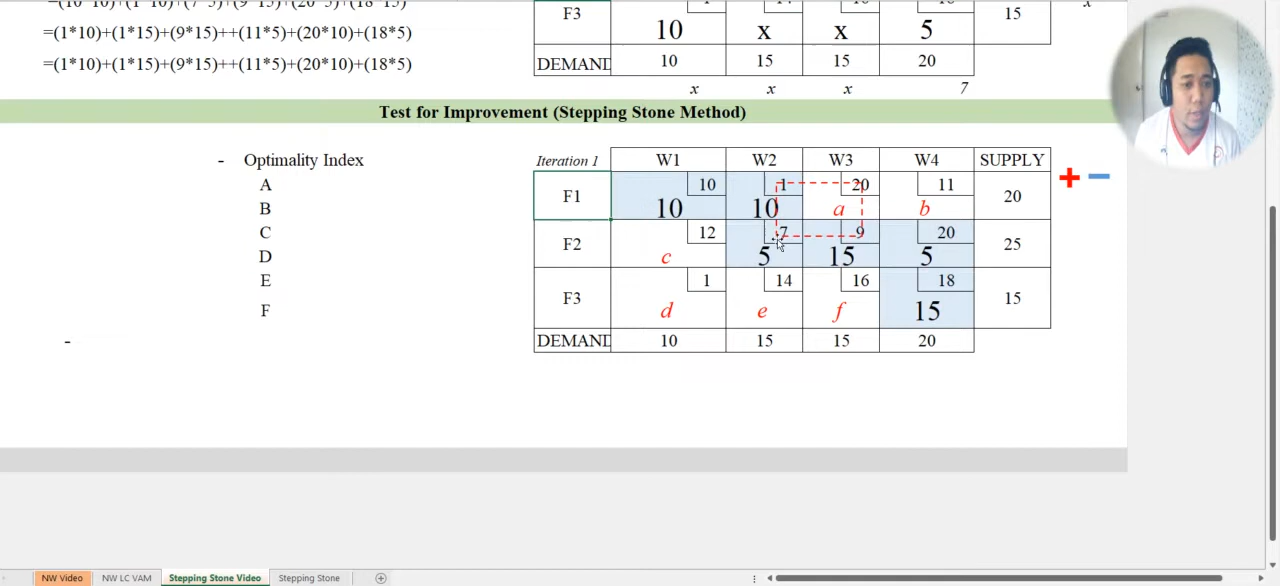 =(1*10)+(1*15)+(9*15)++(11*5)+(20*10)+(18*5)
=(1*10)+(1*15)+(9*15)++(11*5)+(20*10)+(18*5)
F3 15
10 x x 5
DEMAND 10 15 15 20
x x x 7
Test for Improvement (Stepping Stone Method)
- Optimality Index
A
B
C
D
E
F
-
Iteration 1 W1 W2 W3 W4 SUPPLY
+ −
10 1 20 11
F1 20
10 10 a b
12 7 9 20
F2 25
c 5 15 5
1 14 16 18
F3 15
d e f 15
DEMAND 10 15 15 20
NW Video NW LC VAM Stepping Stone Video Stepping Stone